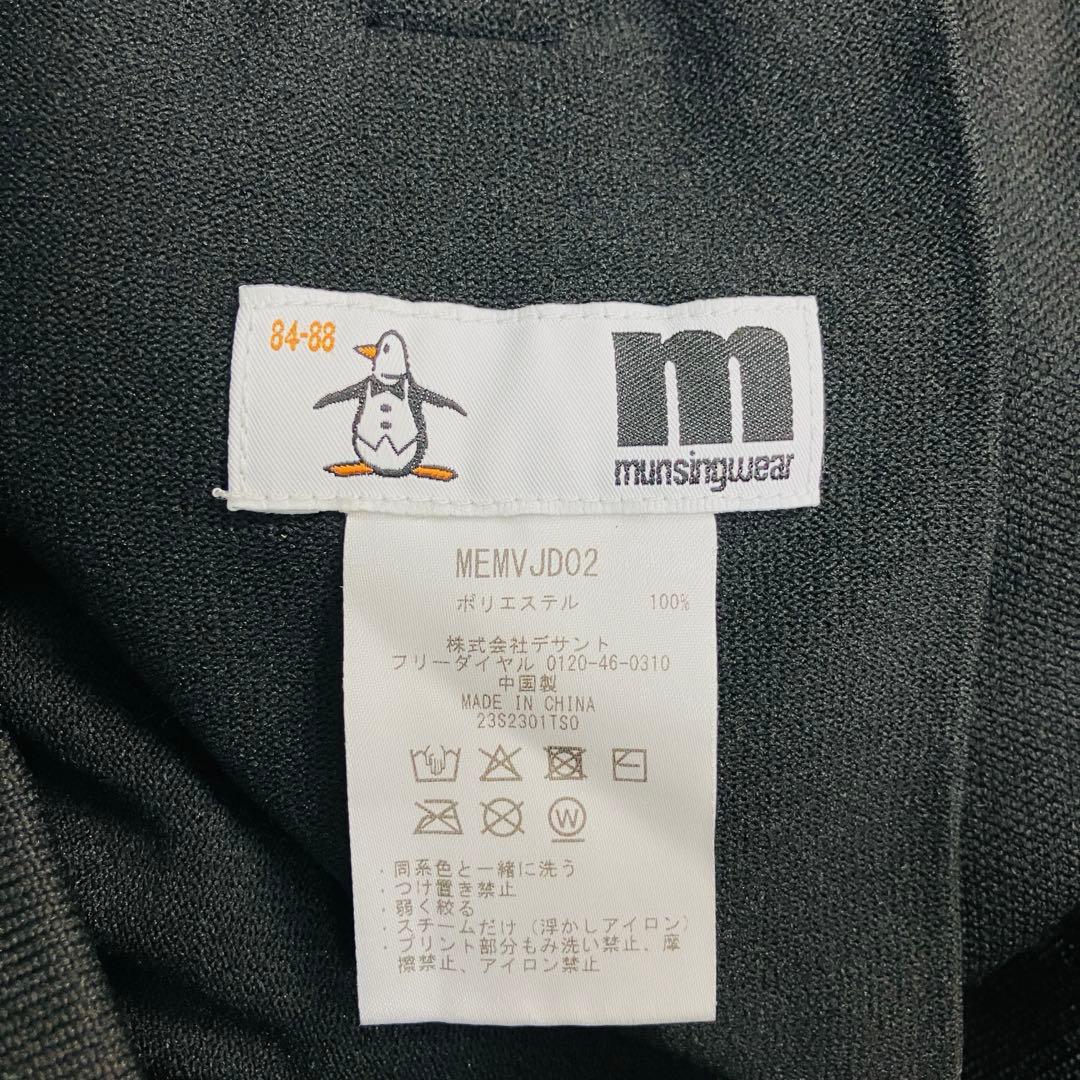 84-88
m
munsingwear
MEMVJD02
ポリエステル 100%
株式会社デサント
フリーダイヤル 0120-46-0310
中国製
MADE IN CHINA
23S2301TS0
W
・同系色と一緒に洗う
・つけ置き禁止
・弱く絞る
・スチームだけ(浮かしアイロン)
・プリント部分もみ洗い禁止、摩
擦禁止、アイロン禁止